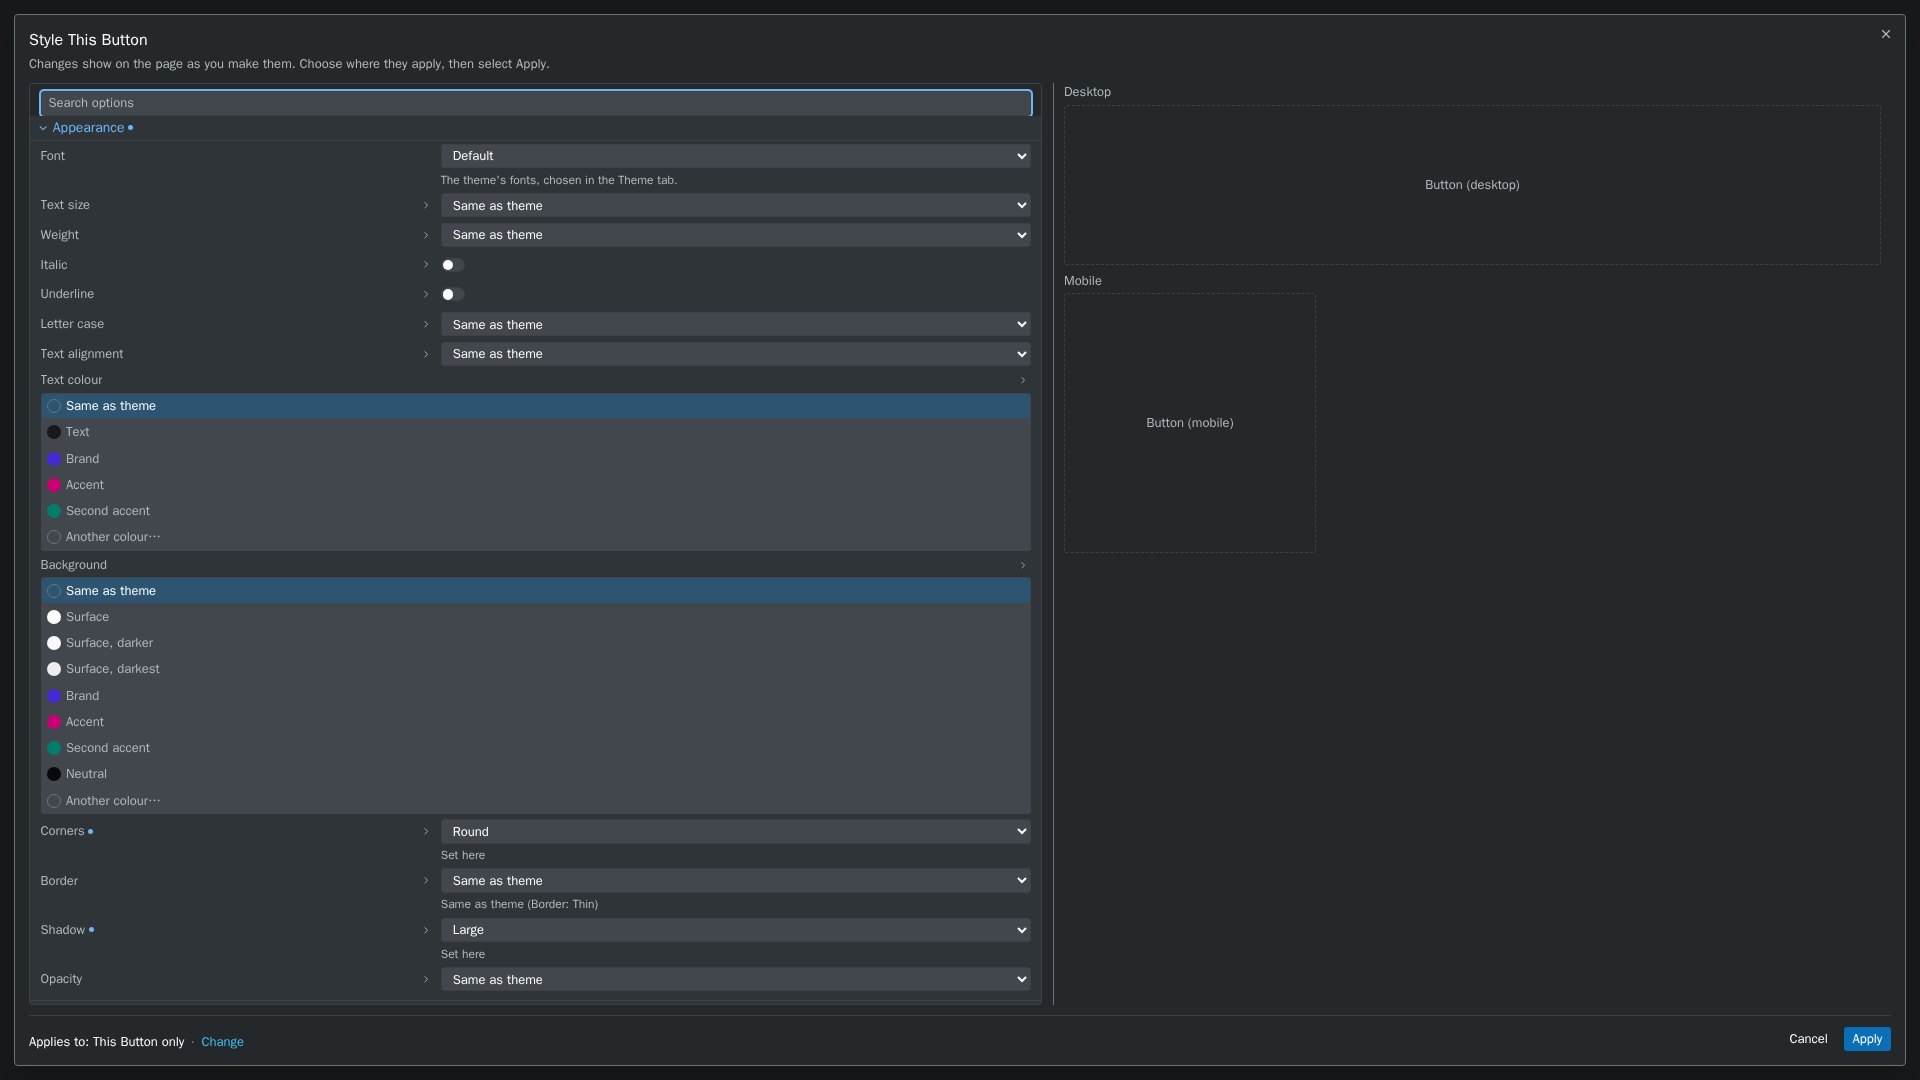 Style This Button
Changes show on the page as you make them. Choose where they apply, then select Apply.
Search options
Appearance
Font
Default
The theme's fonts, chosen in the Theme tab.
Text size
Same as theme
Weight
Same as theme
Italic
Underline
Letter case
Same as theme
Text alignment
Same as theme
Text colour
Same as theme
Text
Brand
Accent
Second accent
Another colour…
Background
Same as theme
Surface
Surface, darker
Surface, darkest
Brand
Accent
Second accent
Neutral
Another colour…
Corners
Round
Set here
Border
Same as theme
Same as theme (Border: Thin)
Shadow
Large
Set here
Opacity
Same as theme
Desktop
Button (desktop)
Mobile
Button (mobile)
Applies to: This Button only · Change
Cancel
Apply